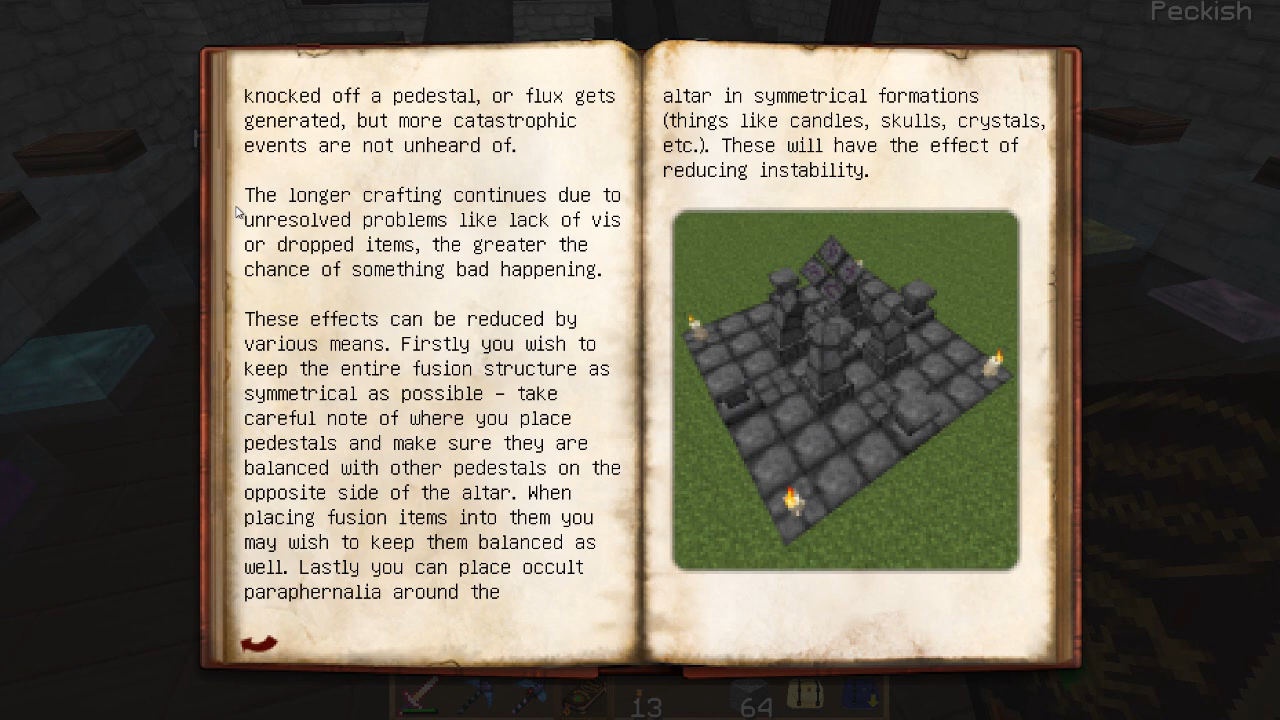 Peckish
knocked off a pedestal, or flux gets
generated, but more catastrophic
events are not unheard of.
The longer crafting continues due to
unresolved problems like lack of vis
or dropped items, the greater the
chance of something bad happening.
These effects can be reduced by
various means. Firstly you wish to
keep the entire fusion structure as
symmetrical as possible - take
careful note of where you place
pedestals and make sure they are
balanced with other pedestals on the
opposite side of the altar. When
placing fusion items into them you
may wish to keep them balanced as
well. Lastly you can place occult
paraphernalia around the
altar in symmetrical formations
(things like candles, skulls, crystals,
etc.). These will have the effect of
reducing instability.
13
64